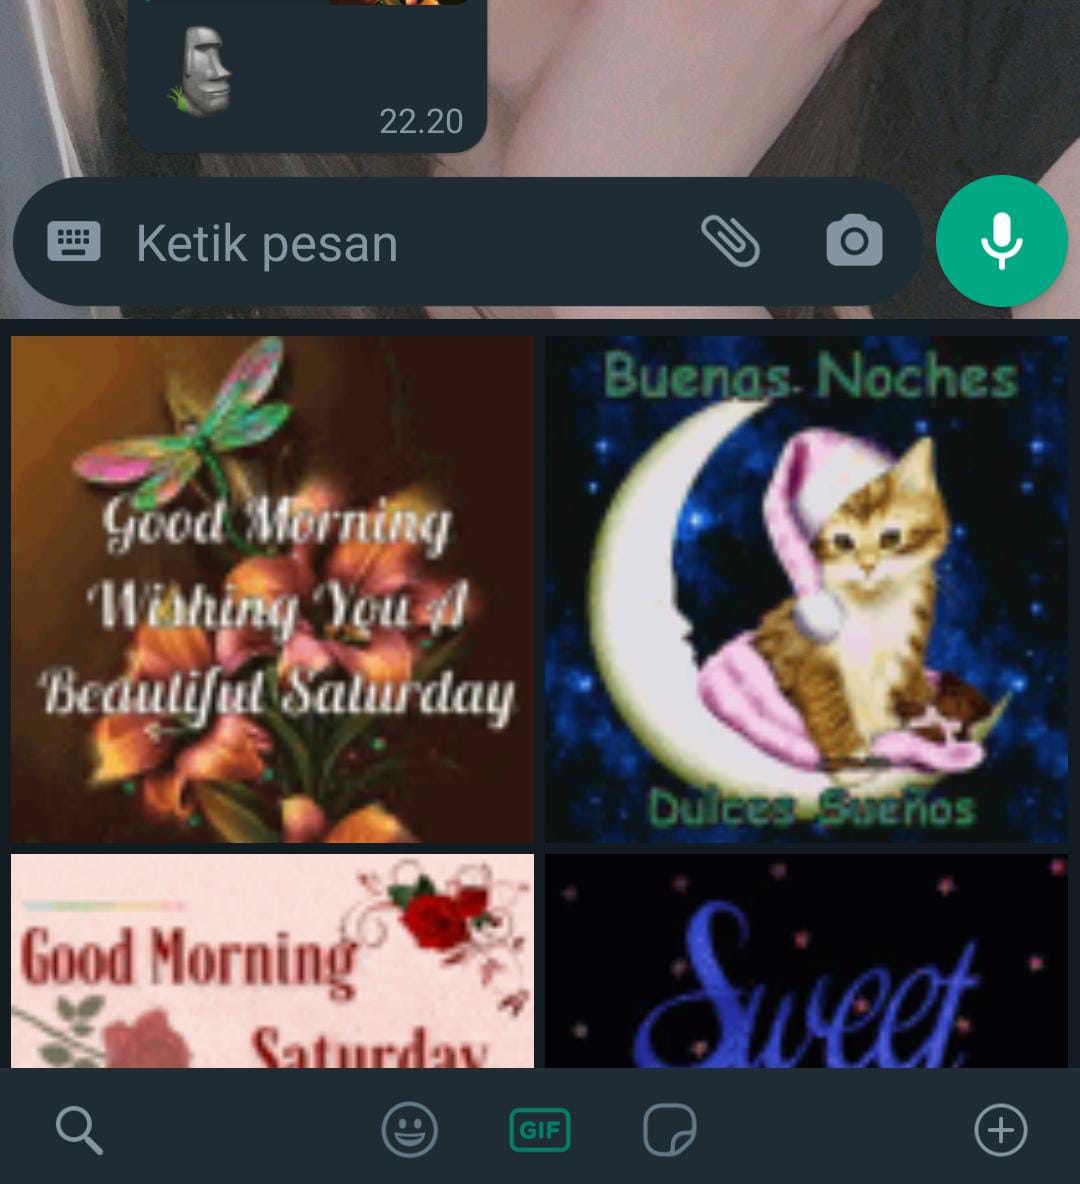 22.20
Ketik pesan
Good Morning
Wishing You A
Beautiful Saturday
Buenas Noches
Dulces Sueños
Good Morning
Saturday
Sweet
GIF